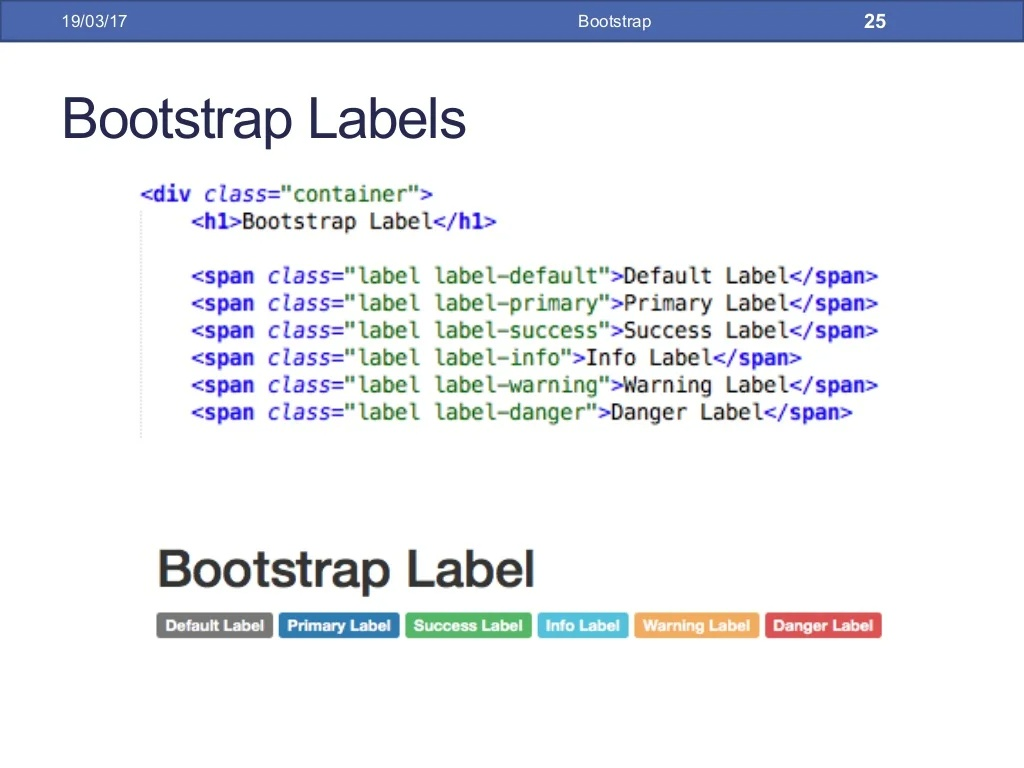 19/03/17 Bootstrap 25
Bootstrap Labels
<div class="container">
<h1>Bootstrap Label</h1>
<span class="label label-default">Default Label</span>
<span class="label label-primary">Primary Label</span>
<span class="label label-success">Success Label</span>
<span class="label label-info">Info Label</span>
<span class="label label-warning">Warning Label</span>
<span class="label label-danger">Danger Label</span>
Bootstrap Label
Default Label Primary Label Success Label Info Label Warning Label Danger Label